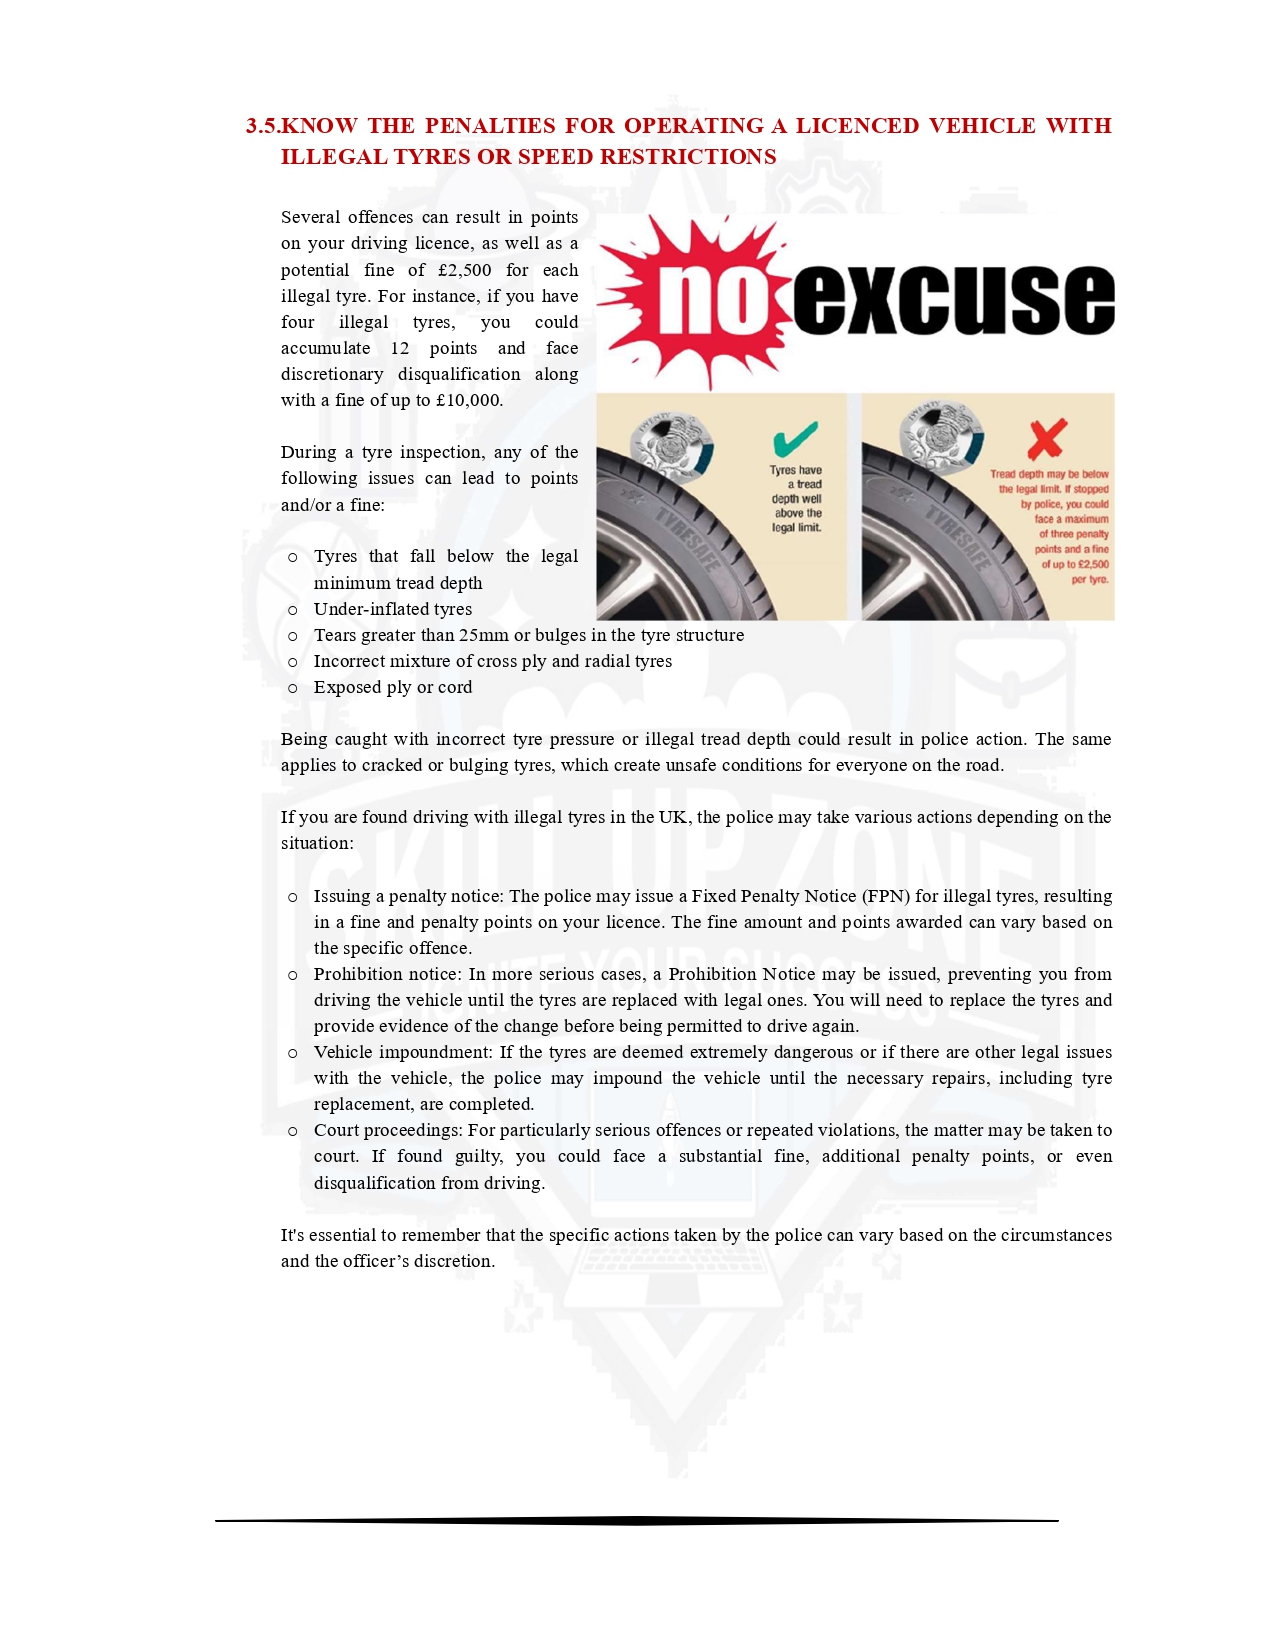 3.5.KNOW THE PENALTIES FOR OPERATING A LICENCED VEHICLE WITH
ILLEGAL TYRES OR SPEED RESTRICTIONS
Several offences can result in points
on your driving licence, as well as a
potential fine of £2,500 for each
illegal tyre. For instance, if you have
four illegal tyres, you could
accumulate 12 points and face
discretionary disqualification along
with a fine of up to £10,000.
During a tyre inspection, any of the
following issues can lead to points
and/or a fine:
o Tyres that fall below the legal
minimum tread depth
o Under-inflated tyres
o Tears greater than 25mm or bulges in the tyre structure
o Incorrect mixture of cross ply and radial tyres
o Exposed ply or cord
no excuse
TWENTY
TYRESAFE
Tyres have
a tread
depth well
above the
legal limit.
TWENTY
TYRESAFE
Tread depth may be below
the legal limit. If stopped
by police, you could
face a maximum
of three penalty
points and a fine
of up to £2,500
per tyre.
Being caught with incorrect tyre pressure or illegal tread depth could result in police action. The same
applies to cracked or bulging tyres, which create unsafe conditions for everyone on the road.
If you are found driving with illegal tyres in the UK, the police may take various actions depending on the
situation:
o Issuing a penalty notice: The police may issue a Fixed Penalty Notice (FPN) for illegal tyres, resulting
in a fine and penalty points on your licence. The fine amount and points awarded can vary based on
the specific offence.
o Prohibition notice: In more serious cases, a Prohibition Notice may be issued, preventing you from
driving the vehicle until the tyres are replaced with legal ones. You will need to replace the tyres and
provide evidence of the change before being permitted to drive again.
o Vehicle impoundment: If the tyres are deemed extremely dangerous or if there are other legal issues
with the vehicle, the police may impound the vehicle until the necessary repairs, including tyre
replacement, are completed.
o Court proceedings: For particularly serious offences or repeated violations, the matter may be taken to
court. If found guilty, you could face a substantial fine, additional penalty points, or even
disqualification from driving.
It's essential to remember that the specific actions taken by the police can vary based on the circumstances
and the officer’s discretion.
SKILL UP ZONE
IGNITE YOUR SUCCESS